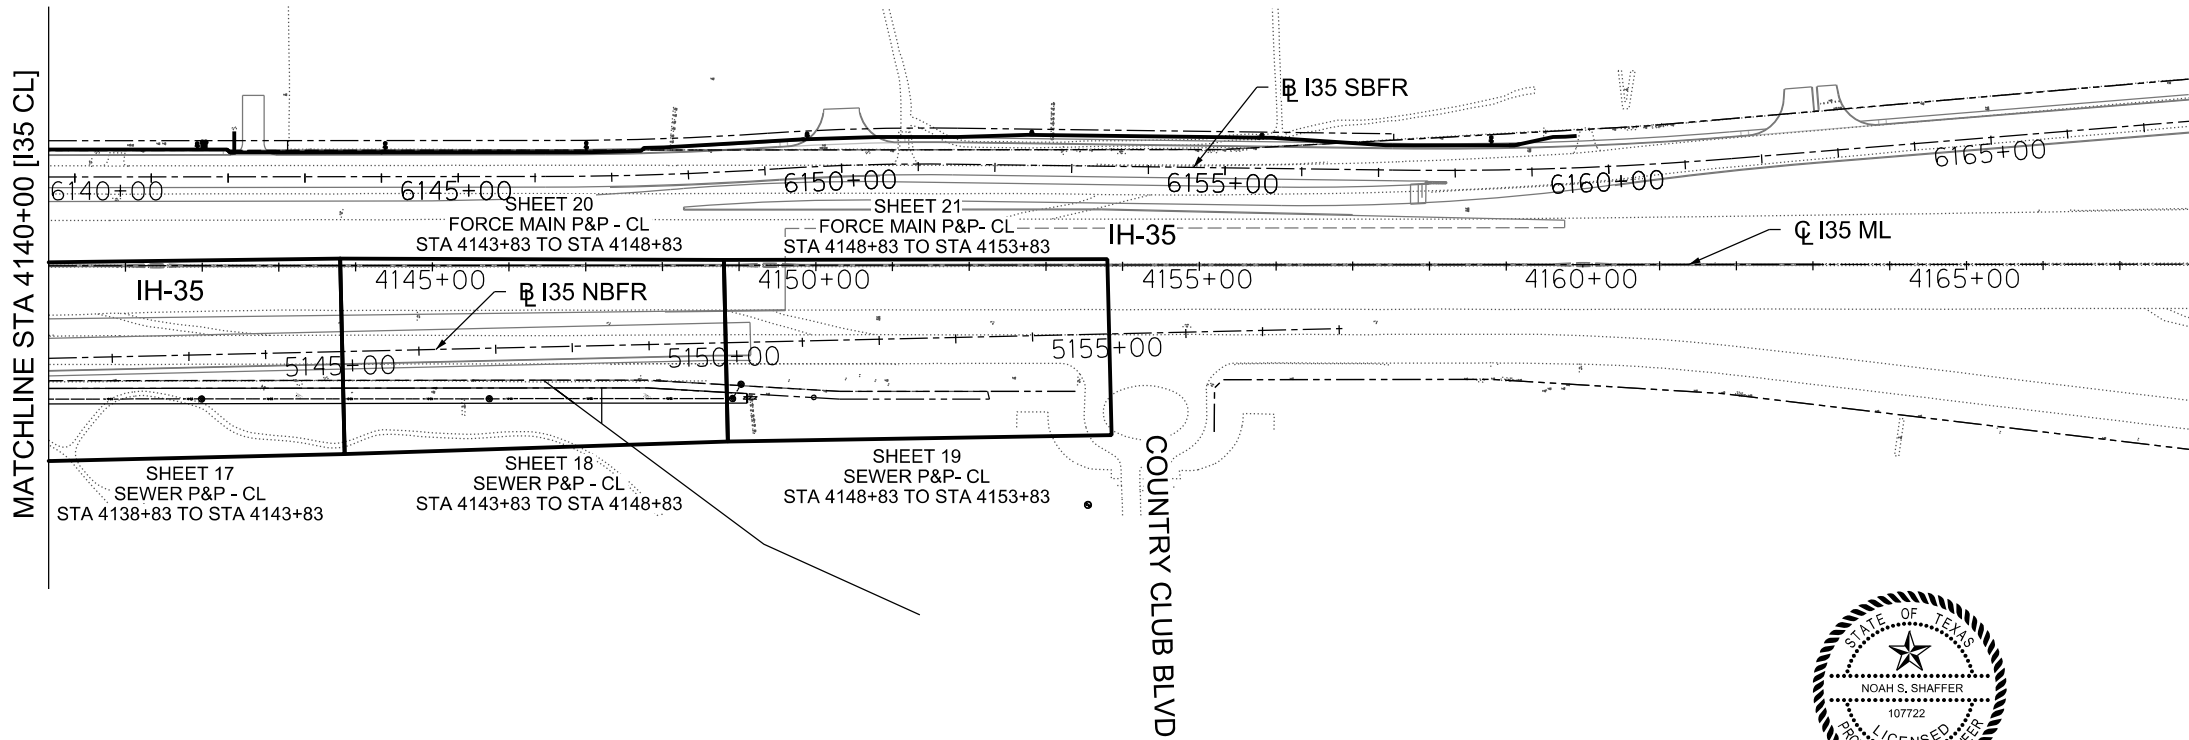 MATCHLINE STA 4140+00 [I35 CL]
B̵L I35 SBFR
6140+00
6145+00
6150+00
6155+00
6160+00
6165+00
SHEET 20
FORCE MAIN P&P - CL
STA 4143+83 TO STA 4148+83
SHEET 21
FORCE MAIN P&P- CL
STA 4148+83 TO STA 4153+83
IH-35
CL I35 ML
IH-35
4145+00
4150+00
4155+00
4160+00
4165+00
BL I35 NBFR
5145+00
5150+00
5155+00
SHEET 17
SEWER P&P - CL
STA 4138+83 TO STA 4143+83
SHEET 18
SEWER P&P - CL
STA 4143+83 TO STA 4148+83
SHEET 19
SEWER P&P- CL
STA 4148+83 TO STA 4153+83
COUNTRY CLUB BLVD
STATE OF TEXAS
NOAH S. SHAFFER
107722
LICENSED